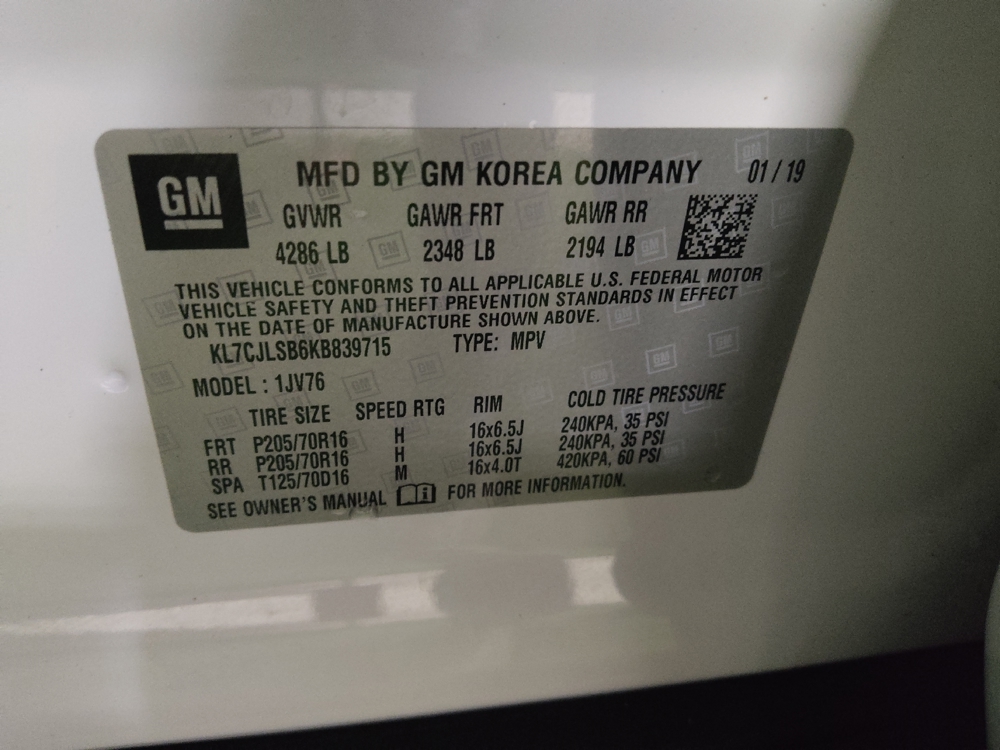 GM
MFD BY GM KOREA COMPANY 01 / 19
GVWR GAWR FRT GAWR RR
4286 LB 2348 LB 2194 LB
THIS VEHICLE CONFORMS TO ALL APPLICABLE U.S. FEDERAL MOTOR
VEHICLE SAFETY AND THEFT PREVENTION STANDARDS IN EFFECT
ON THE DATE OF MANUFACTURE SHOWN ABOVE.
KL7CJLSB6KB839715 TYPE: MPV
MODEL : 1JV76
TIRE SIZE SPEED RTG RIM COLD TIRE PRESSURE
FRT P205/70R16 H 16x6.5J 240KPA, 35 PSI
RR P205/70R16 H 16x6.5J 240KPA, 35 PSI
SPA T125/70D16 M 16x4.0T 420KPA, 60 PSI
SEE OWNER'S MANUAL FOR MORE INFORMATION.